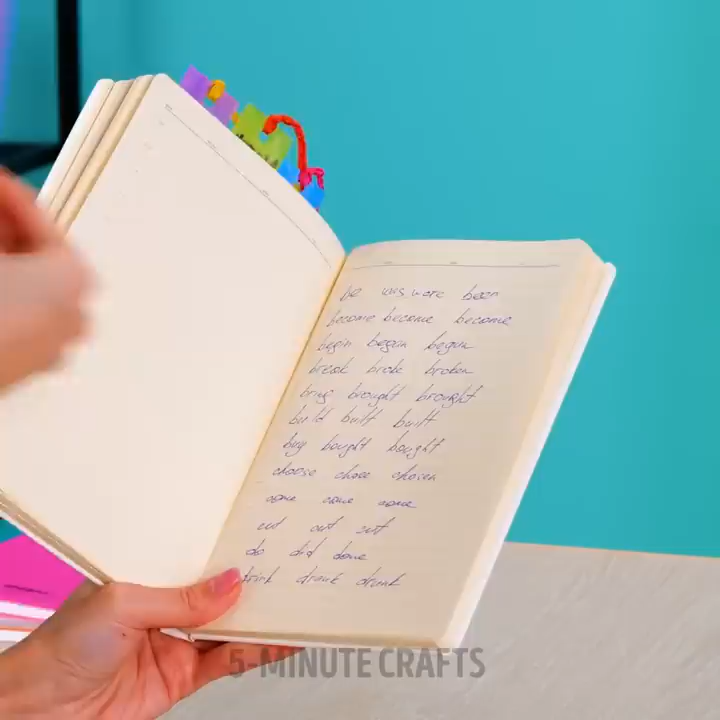 be was were been
become became become
begin began begun
break broke broken
bring brought brought
build built built
buy bought bought
choose chose chosen
come came come
cut cut cut
do did done
drink drank drunk
5-MINUTE CRAFTS